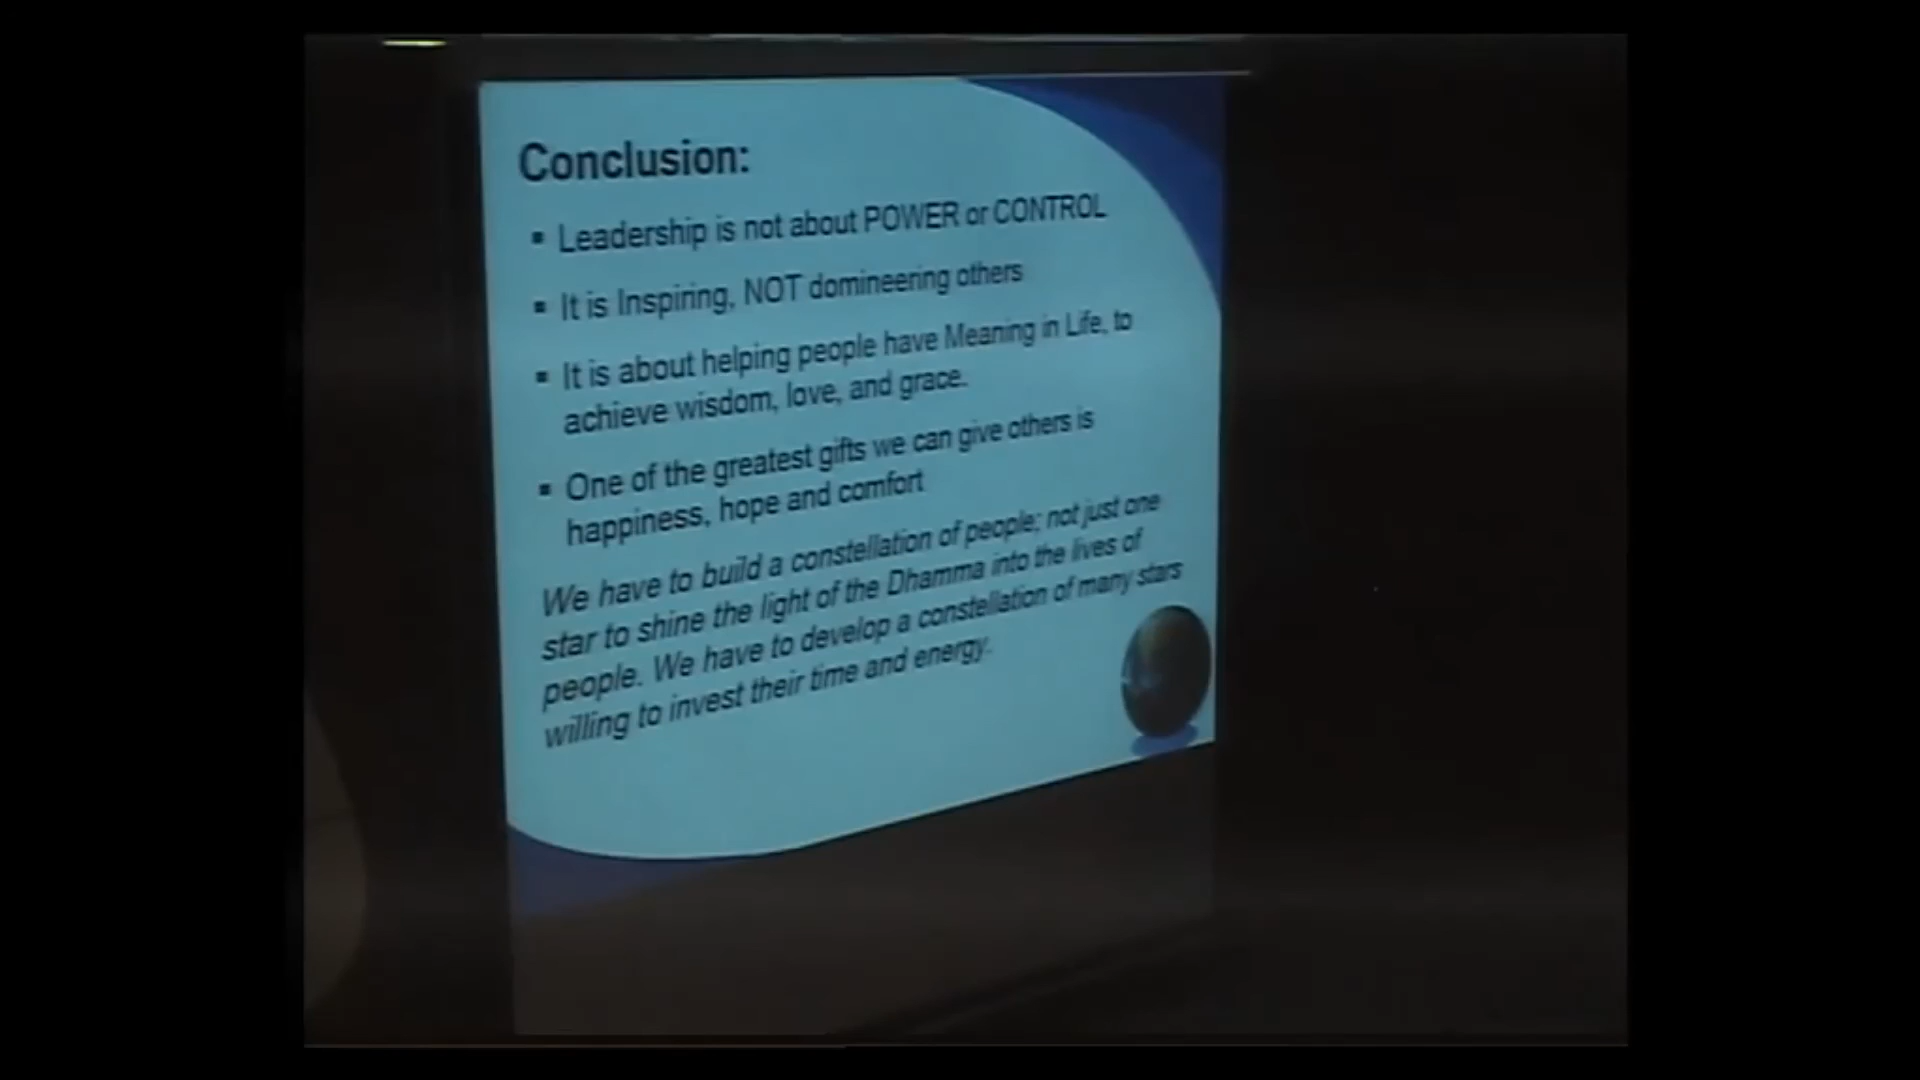 Conclusion:
▪ Leadership is not about POWER or CONTROL
▪ It is Inspiring, NOT domineering others
▪ It is about helping people have Meaning in Life, to
achieve wisdom, love, and grace.
▪ One of the greatest gifts we can give others is
happiness, hope and comfort
We have to build a constellation of people; not just one
star to shine the light of the Dhamma into the lives of
people. We have to develop a constellation of many stars
willing to invest their time and energy.